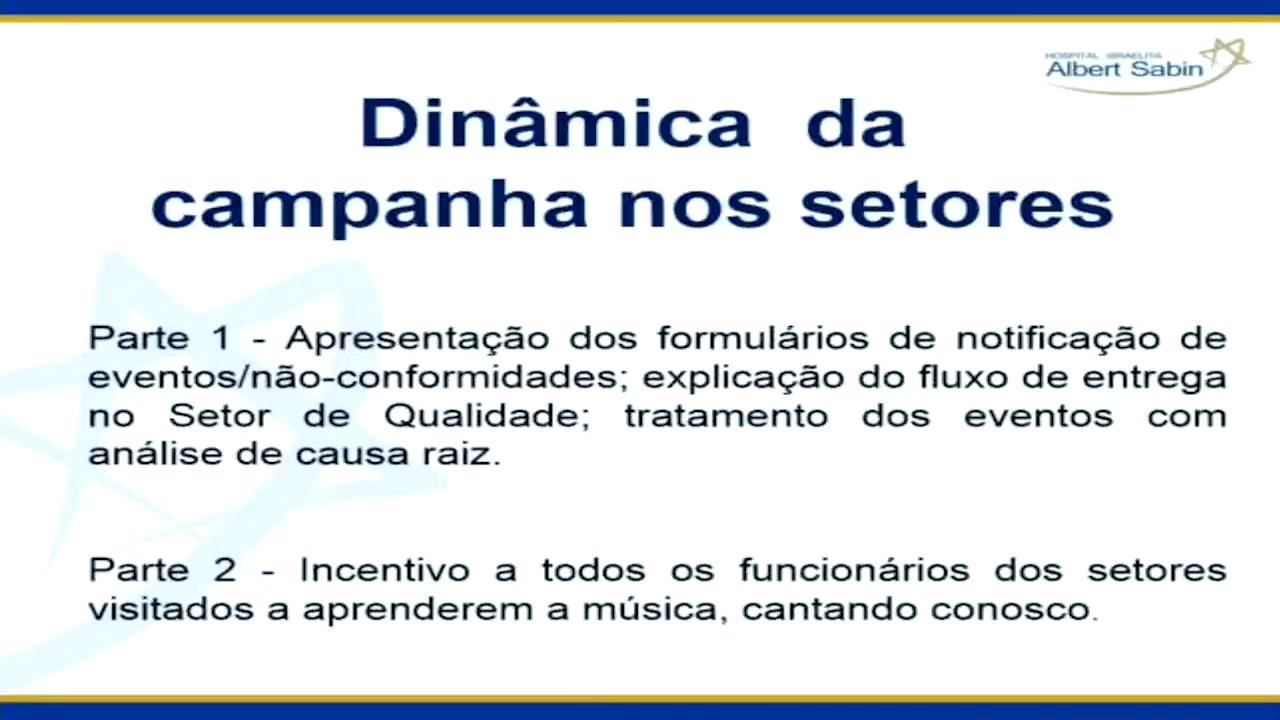 HOSPITAL ISRAELITA
Albert Sabin
Dinâmica da
campanha nos setores
Parte 1 - Apresentação dos formulários de notificação de
eventos/não-conformidades; explicação do fluxo de entrega
no Setor de Qualidade; tratamento dos eventos com
análise de causa raiz.
Parte 2 - Incentivo a todos os funcionários dos setores
visitados a aprenderem a música, cantando conosco.